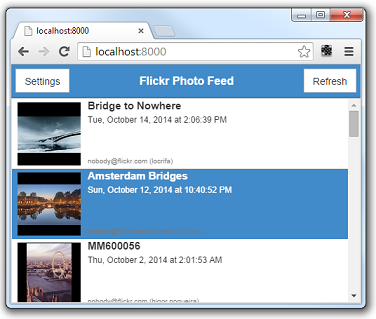 localhost:8000
localhost:8000
Settings
Flickr Photo Feed
Refresh
Bridge to Nowhere
Tue, October 14, 2014 at 2:06:39 PM
nobody@flickr.com (locrifa)
Amsterdam Bridges
Sun, October 12, 2014 at 10:40:52 PM
MM600056
Thu, October 2, 2014 at 2:01:53 AM
nobody@flickr.com (higor nogueira)